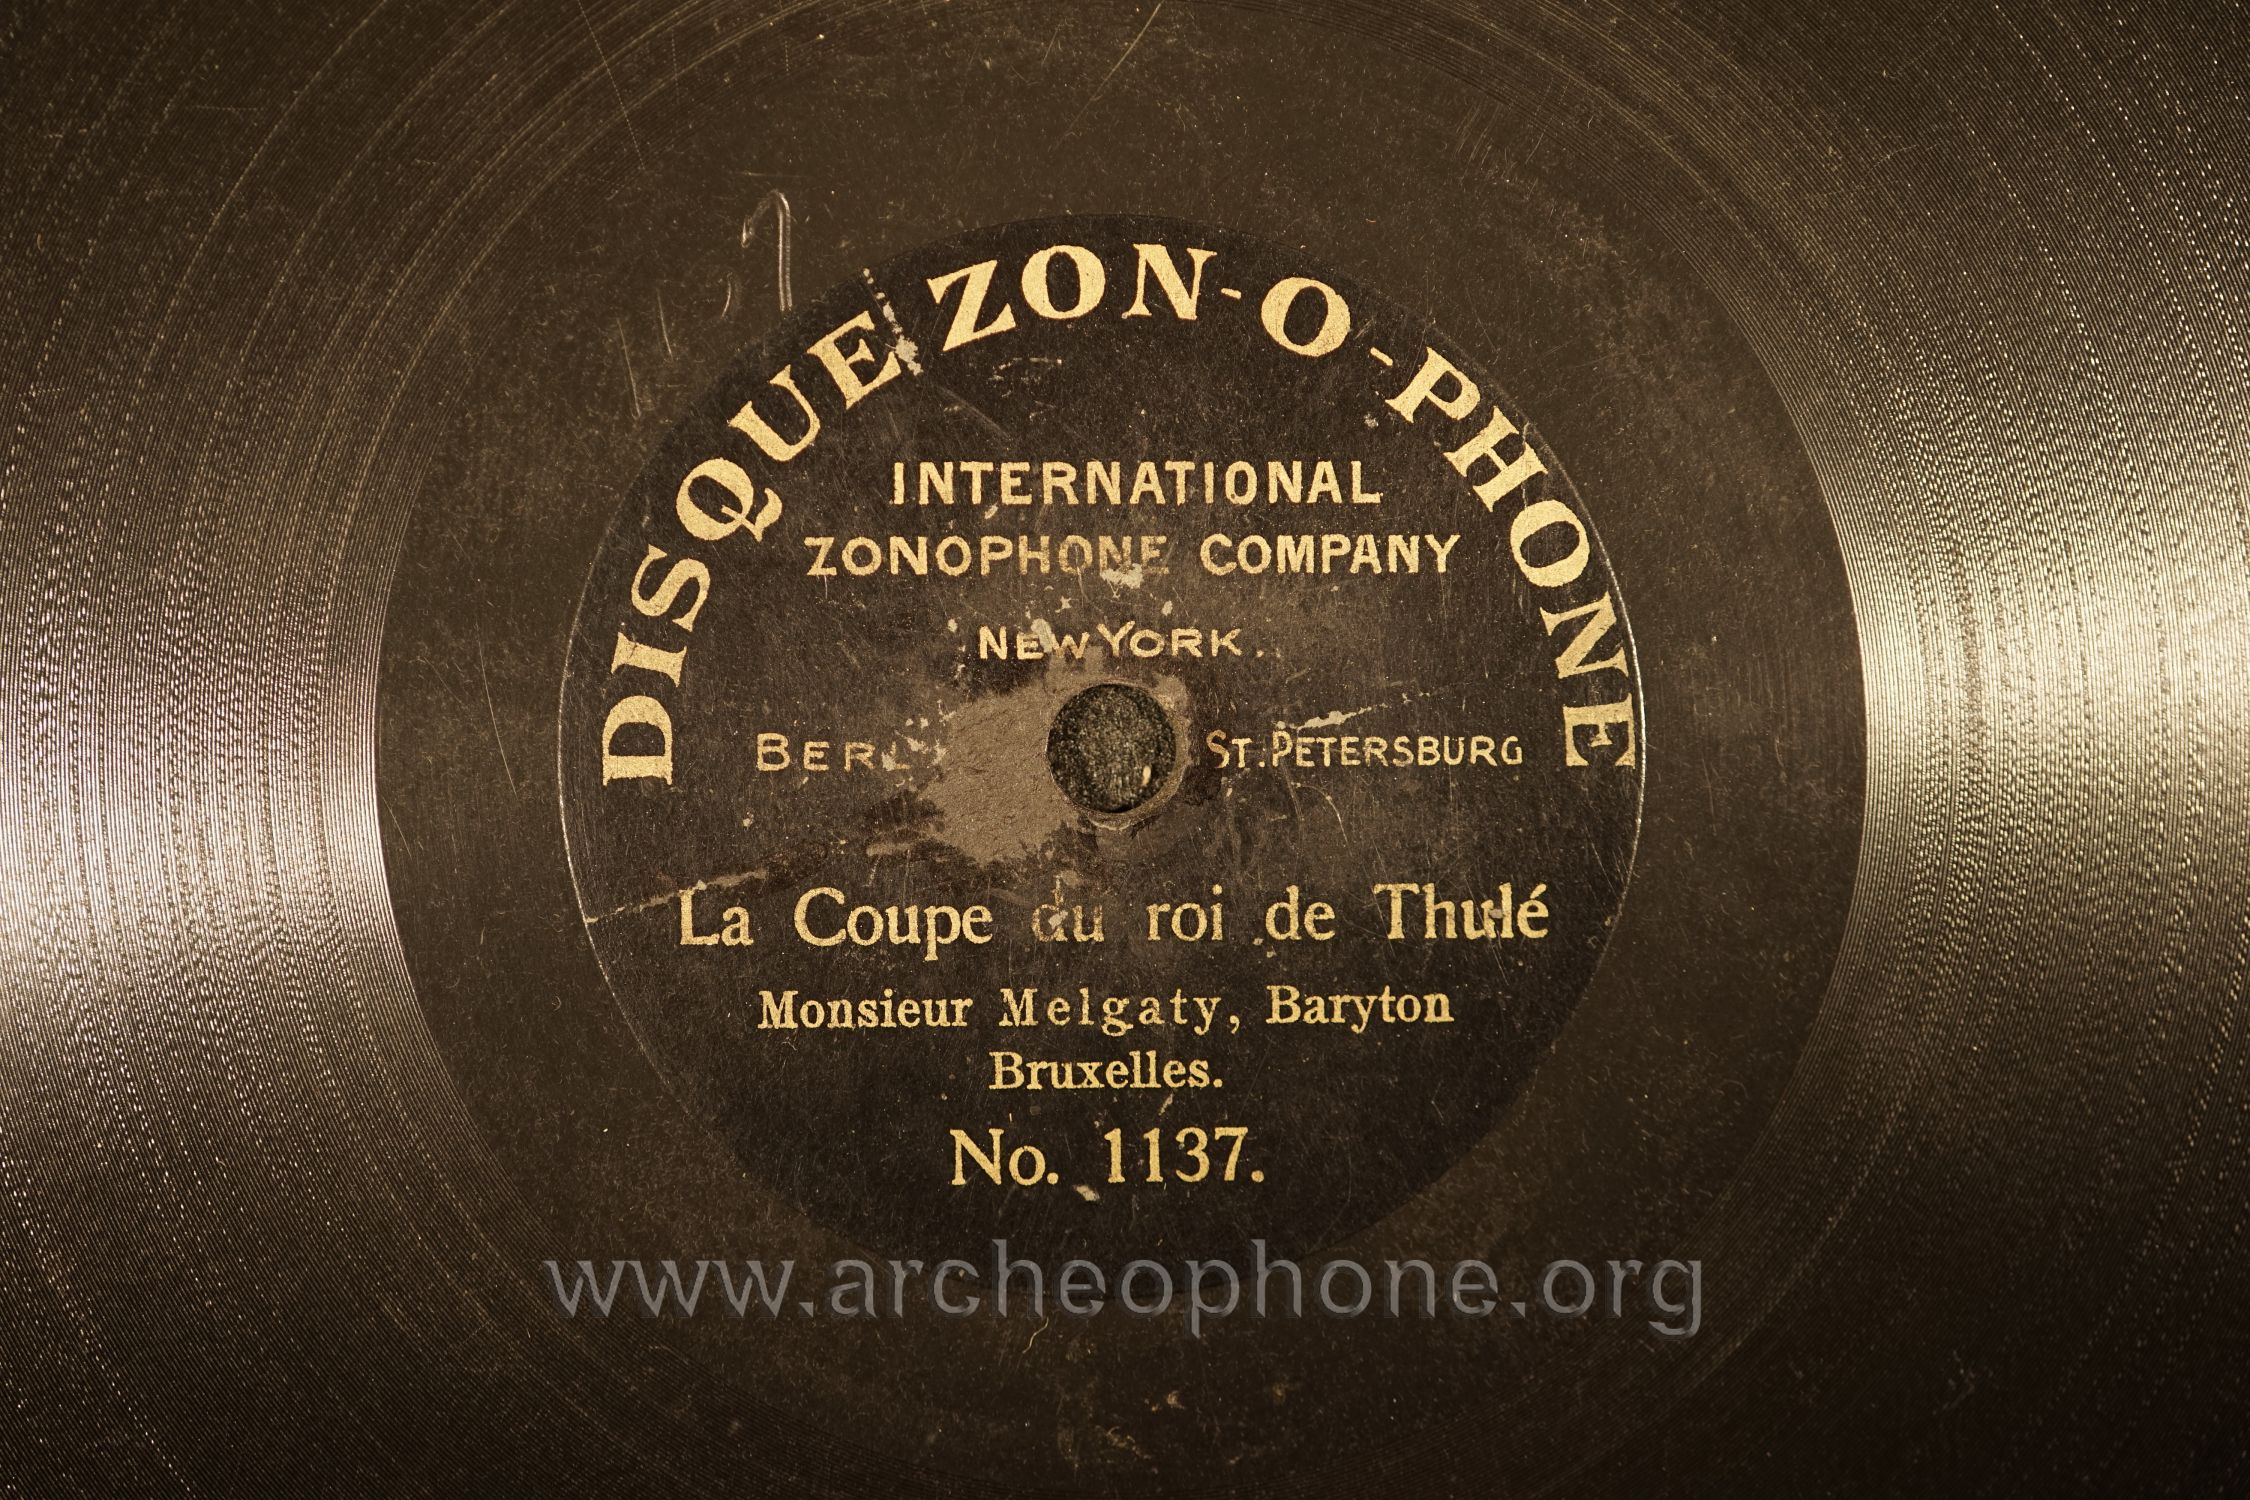 DISQUE ZON-O-PHONE
INTERNATIONAL
ZONOPHONE COMPANY
NEW YORK.
ST. PETERSBURG
La Coupe du roi de Thulé
Monsieur Melgaty, Baryton
Bruxelles.
No. 1137.
www.archeophone.org